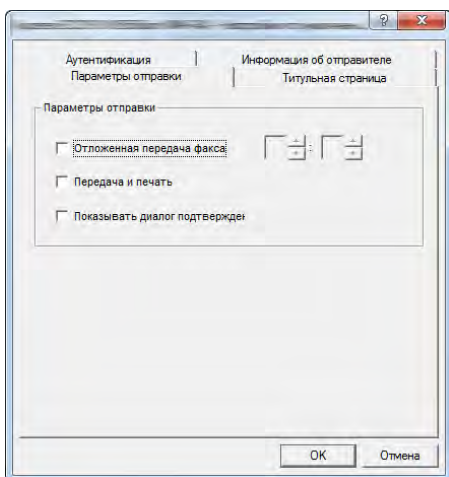 Аутентификация Информация об отправителе
Параметры отправки Титульная страница
Параметры отправки
Отложенная передача факса :
Передача и печать
Показывать диалог подтвержден
OK Отмена